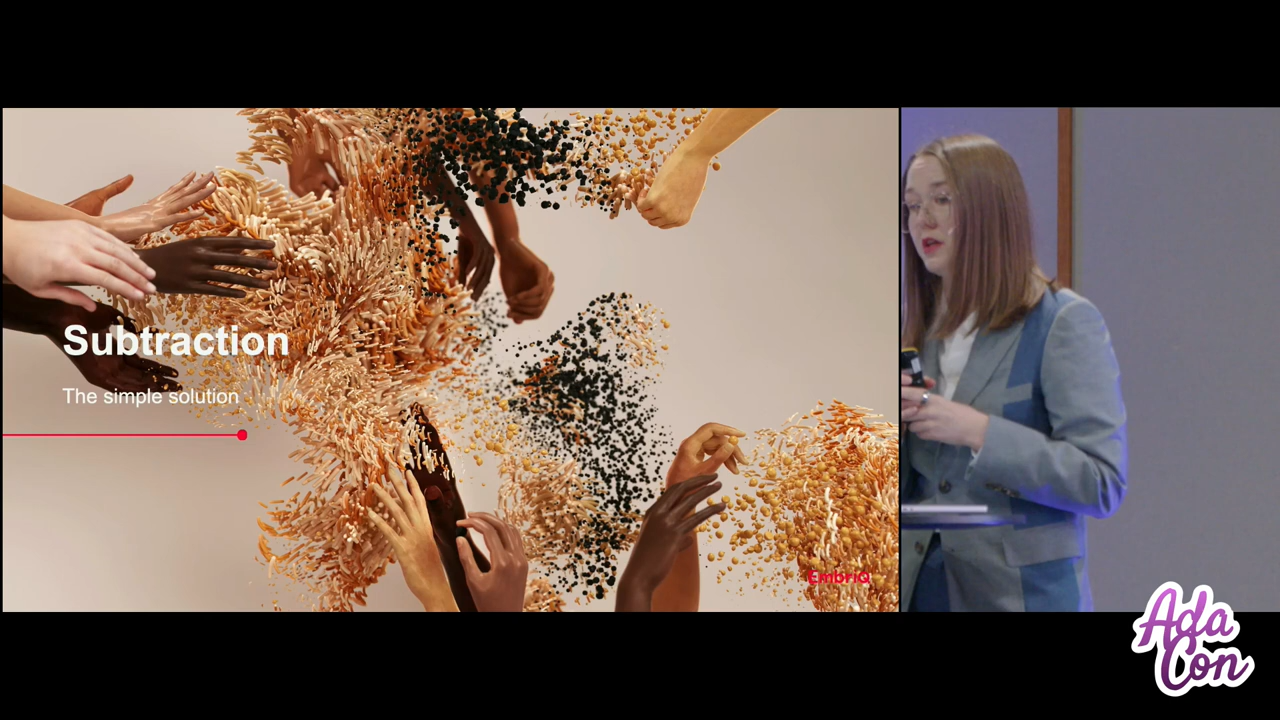 Subtraction
The simple solution
EmbriQ
Ada
Con